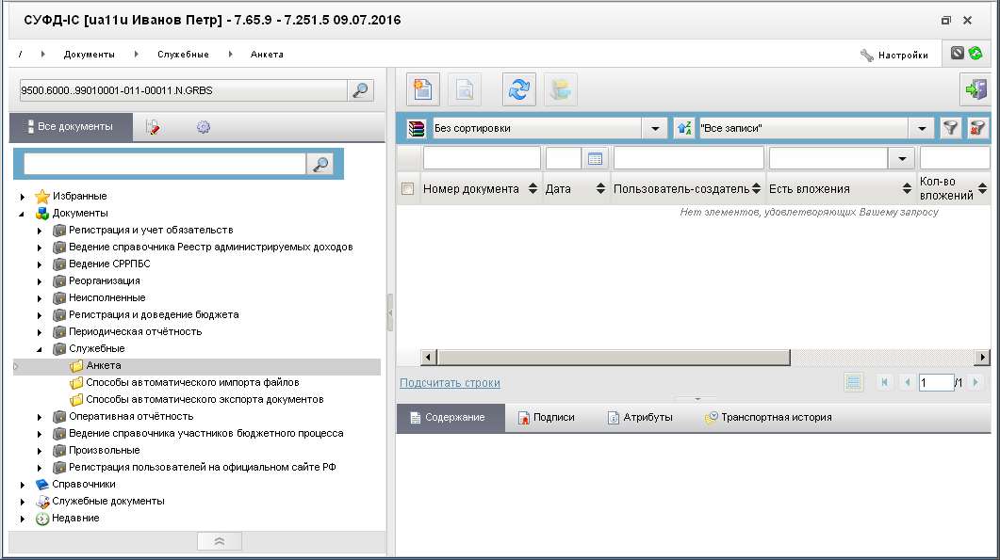 СУФД-IC [ua11u Иванов Петр] - 7.65.9 - 7.251.5 09.07.2016
/ Документы Служебные Анкета
Настройки
9500.6000..99010001-011-00011.N.GRBS
Все документы
Избранные
Документы
Регистрация и учет обязательств
Ведение справочника Реестр администрируемых доходов
Ведение СРРПБС
Реорганизация
Неисполненные
Регистрация и доведение бюджета
Периодическая отчётность
Служебные
Анкета
Способы автоматического импорта файлов
Способы автоматического экспорта документов
Оперативная отчётность
Ведение справочника участников бюджетного процесса
Произвольные
Регистрация пользователей на официальном сайте РФ
Справочники
Служебные документы
Недавние
Без сортировки
"Все записи"
Номер документа
Дата
Пользователь-создатель
Есть вложения
Кол-во
вложений
Нет элементов, удовлетворяющих Вашему запросу
Подсчитать строки
1 /1
Содержание
Подписи
Атрибуты
Транспортная история